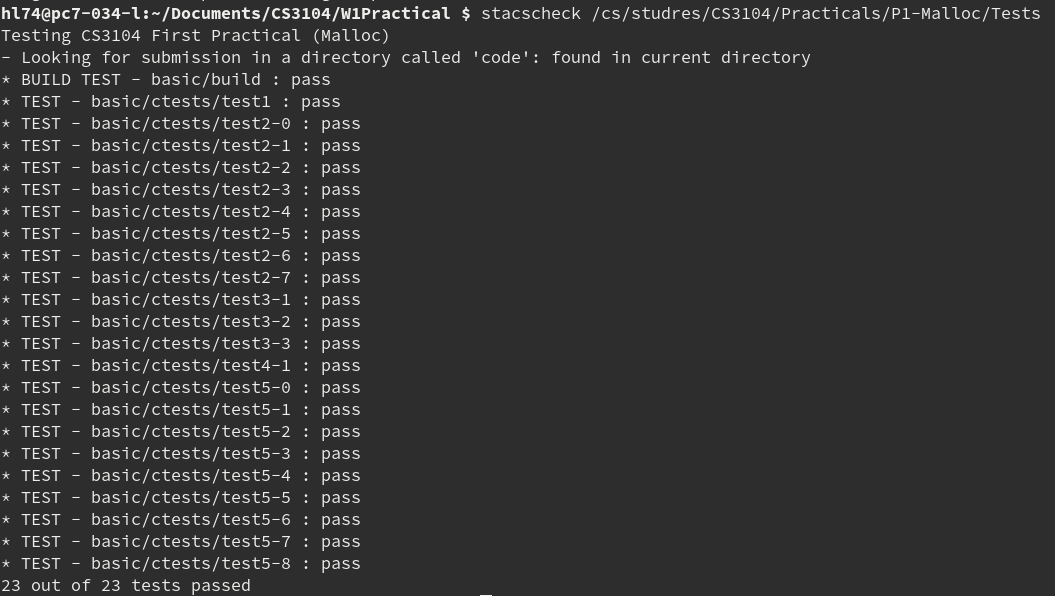 hl74@pc7-034-l:~/Documents/CS3104/W1Practical $ stacscheck /cs/studres/CS3104/Practicals/P1-Malloc/Tests
Testing CS3104 First Practical (Malloc)
- Looking for submission in a directory called 'code': found in current directory
* BUILD TEST - basic/build : pass
* TEST - basic/ctests/test1 : pass
* TEST - basic/ctests/test2-0 : pass
* TEST - basic/ctests/test2-1 : pass
* TEST - basic/ctests/test2-2 : pass
* TEST - basic/ctests/test2-3 : pass
* TEST - basic/ctests/test2-4 : pass
* TEST - basic/ctests/test2-5 : pass
* TEST - basic/ctests/test2-6 : pass
* TEST - basic/ctests/test2-7 : pass
* TEST - basic/ctests/test3-1 : pass
* TEST - basic/ctests/test3-2 : pass
* TEST - basic/ctests/test3-3 : pass
* TEST - basic/ctests/test4-1 : pass
* TEST - basic/ctests/test5-0 : pass
* TEST - basic/ctests/test5-1 : pass
* TEST - basic/ctests/test5-2 : pass
* TEST - basic/ctests/test5-3 : pass
* TEST - basic/ctests/test5-4 : pass
* TEST - basic/ctests/test5-5 : pass
* TEST - basic/ctests/test5-6 : pass
* TEST - basic/ctests/test5-7 : pass
* TEST - basic/ctests/test5-8 : pass
23 out of 23 tests passed